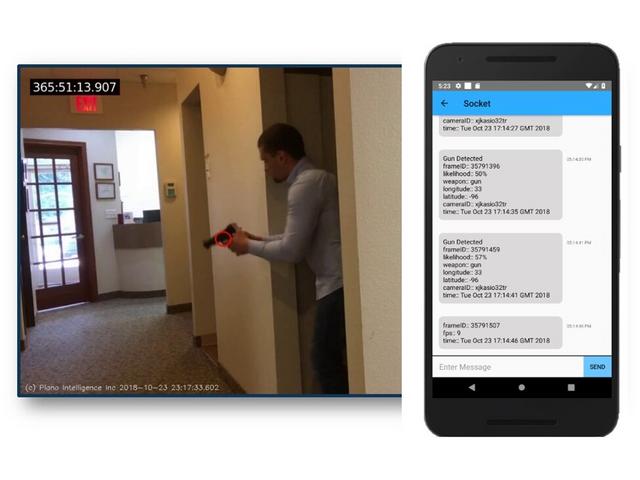 365:51:13.907
EXIT
(c) Plano Intelligence Inc 2018-10-23 23:17:33.602
5:23
Socket
cameraID:: xjkasio32tr
time:: Tue Oct 23 17:14:27 GMT 2018
Gun Detected
frameID:: 35791396
likelihood:: 50%
weapon:: gun
longitude:: 33
latitude:: -96
cameraID:: xjkasio32tr
time:: Tue Oct 23 17:14:35 GMT 2018
05:14:35 PM
Gun Detected
frameID:: 35791459
likelihood:: 57%
weapon:: gun
longitude:: 33
latitude:: -96
cameraID:: xjkasio32tr
time:: Tue Oct 23 17:14:41 GMT 2018
05:14:41 PM
frameID:: 35791507
fps:: 9
time:: Tue Oct 23 17:14:46 GMT 2018
05:14:46 PM
Enter Message
SEND